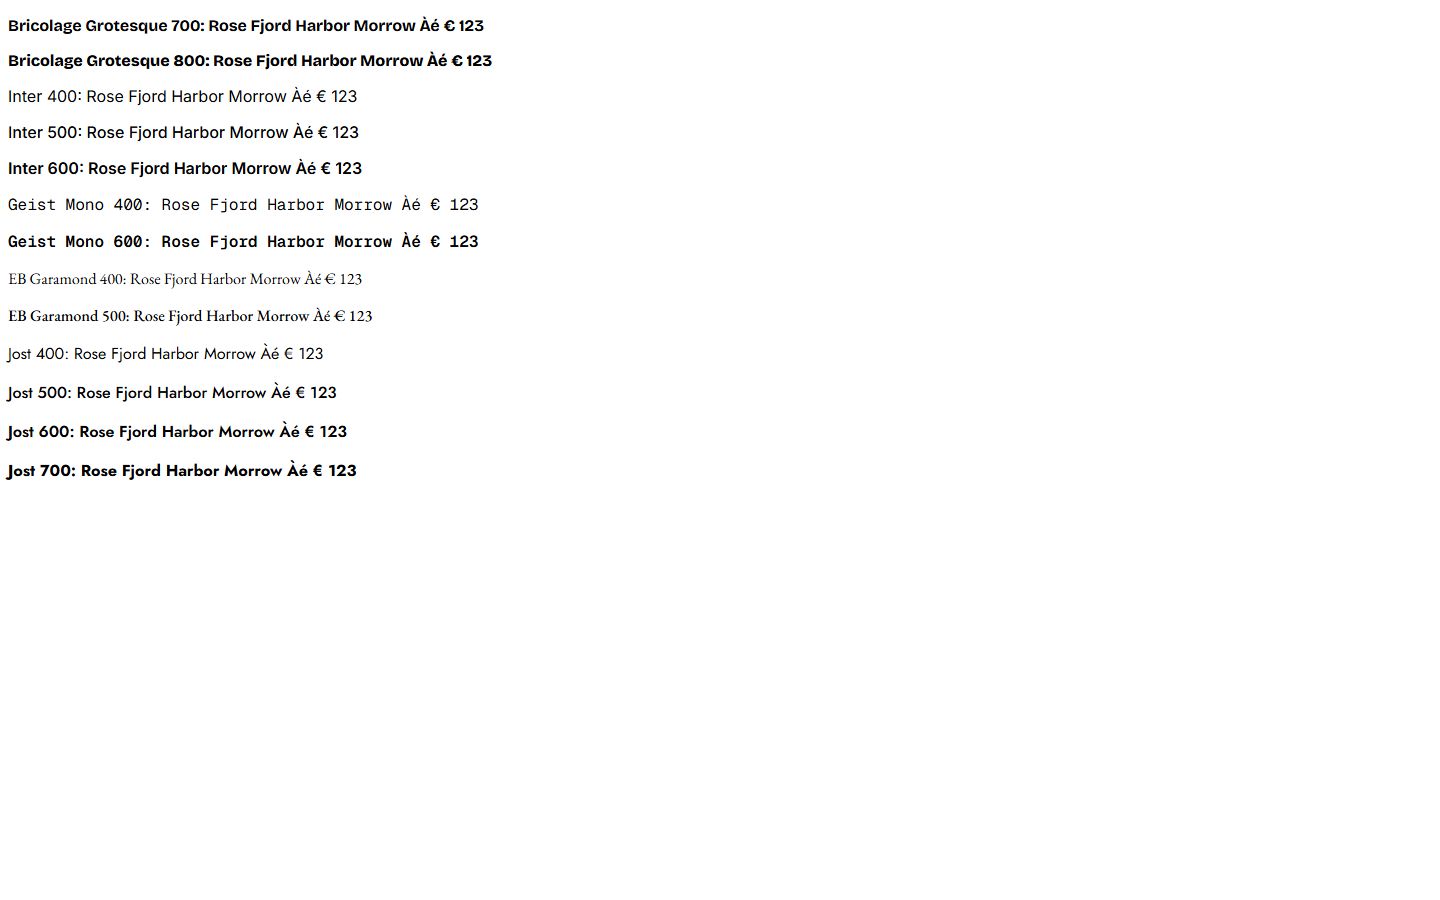 Bricolage Grotesque 700: Rose Fjord Harbor Morrow Àé € 123
Bricolage Grotesque 800: Rose Fjord Harbor Morrow Àé € 123
Inter 400: Rose Fjord Harbor Morrow Àé € 123
Inter 500: Rose Fjord Harbor Morrow Àé € 123
Inter 600: Rose Fjord Harbor Morrow Àé € 123
Geist Mono 400: Rose Fjord Harbor Morrow Àé € 123
Geist Mono 600: Rose Fjord Harbor Morrow Àé € 123
EB Garamond 400: Rose Fjord Harbor Morrow Àé € 123
EB Garamond 500: Rose Fjord Harbor Morrow Àé € 123
Jost 400: Rose Fjord Harbor Morrow Àé € 123
Jost 500: Rose Fjord Harbor Morrow Àé € 123
Jost 600: Rose Fjord Harbor Morrow Àé € 123
Jost 700: Rose Fjord Harbor Morrow Àé € 123